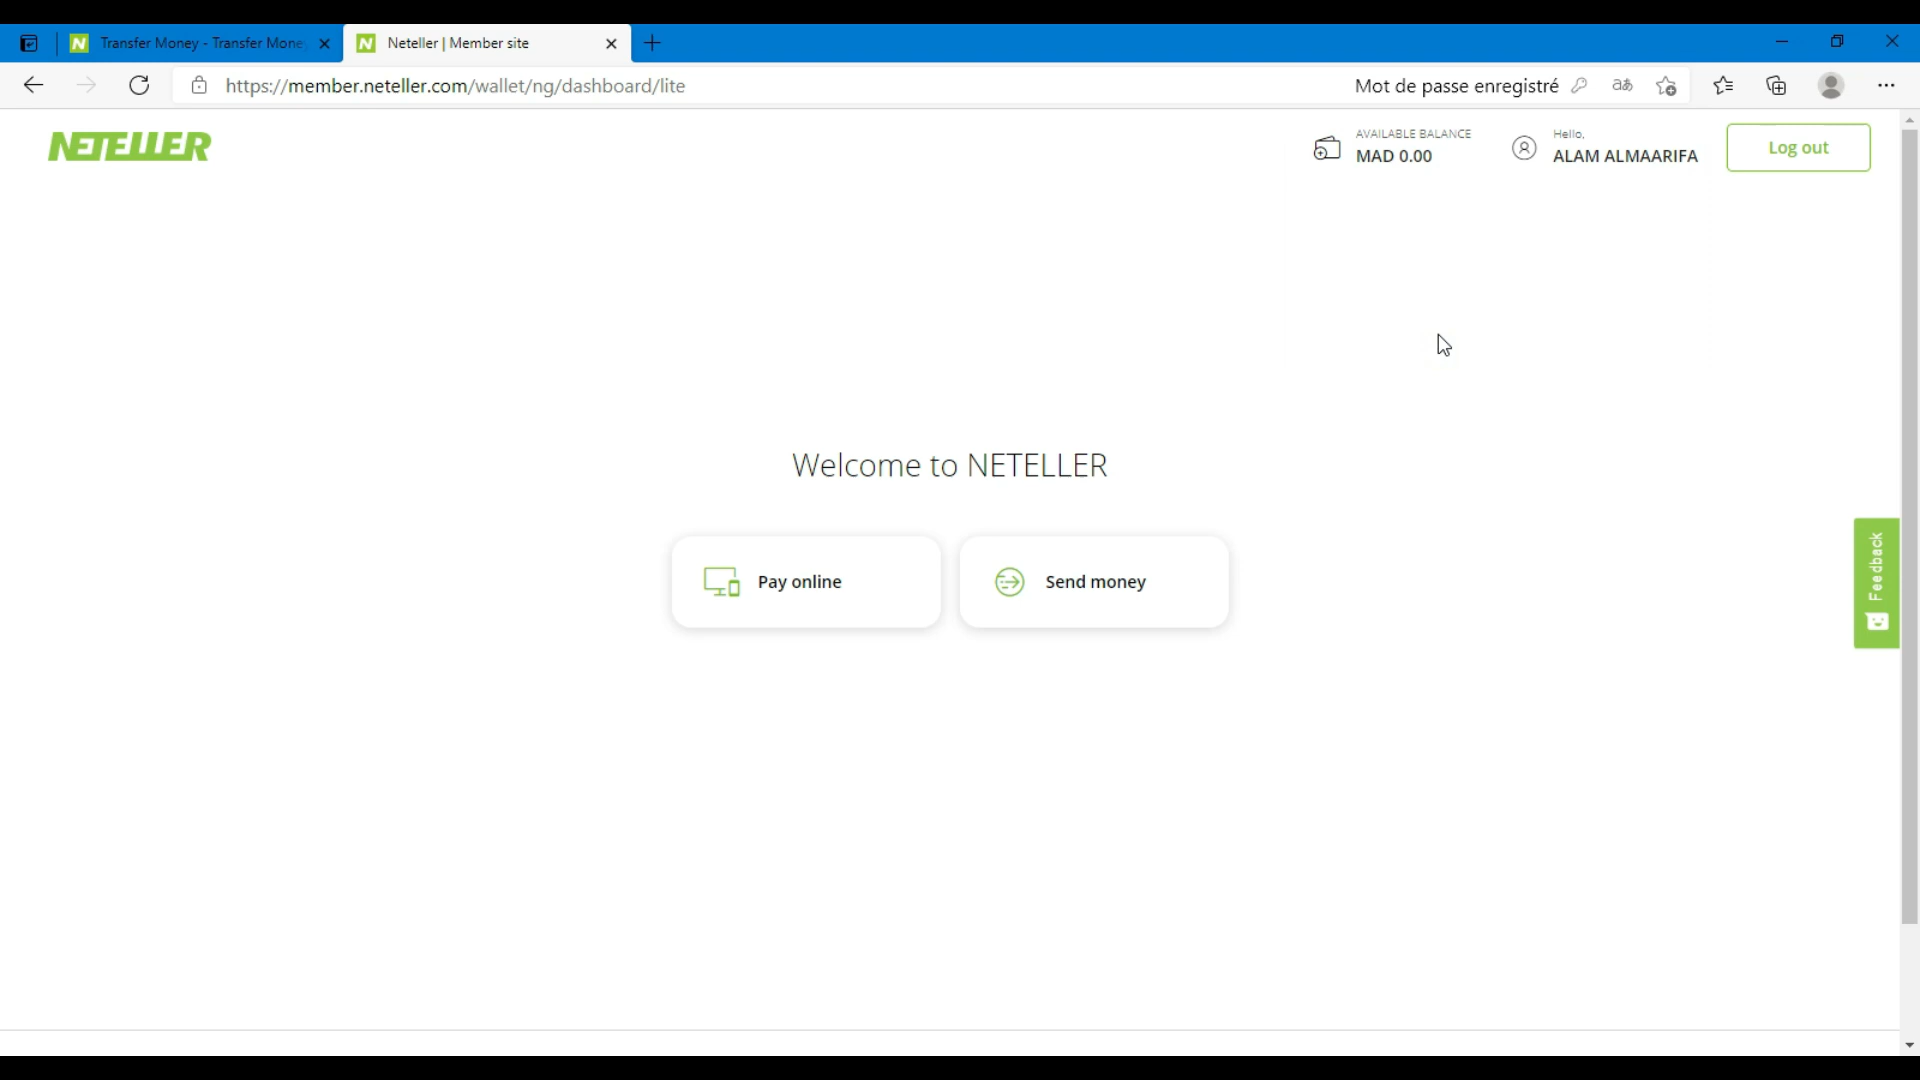 Transfer Money - Transfer Mone
Neteller | Member site
https://member.neteller.com/wallet/ng/dashboard/lite
Mot de passe enregistré
aあ
NETELLER
AVAILABLE BALANCE
MAD 0.00
Hello,
ALAM ALMAARIFA
Log out
Welcome to NETELLER
Pay online
Send money
Feedback